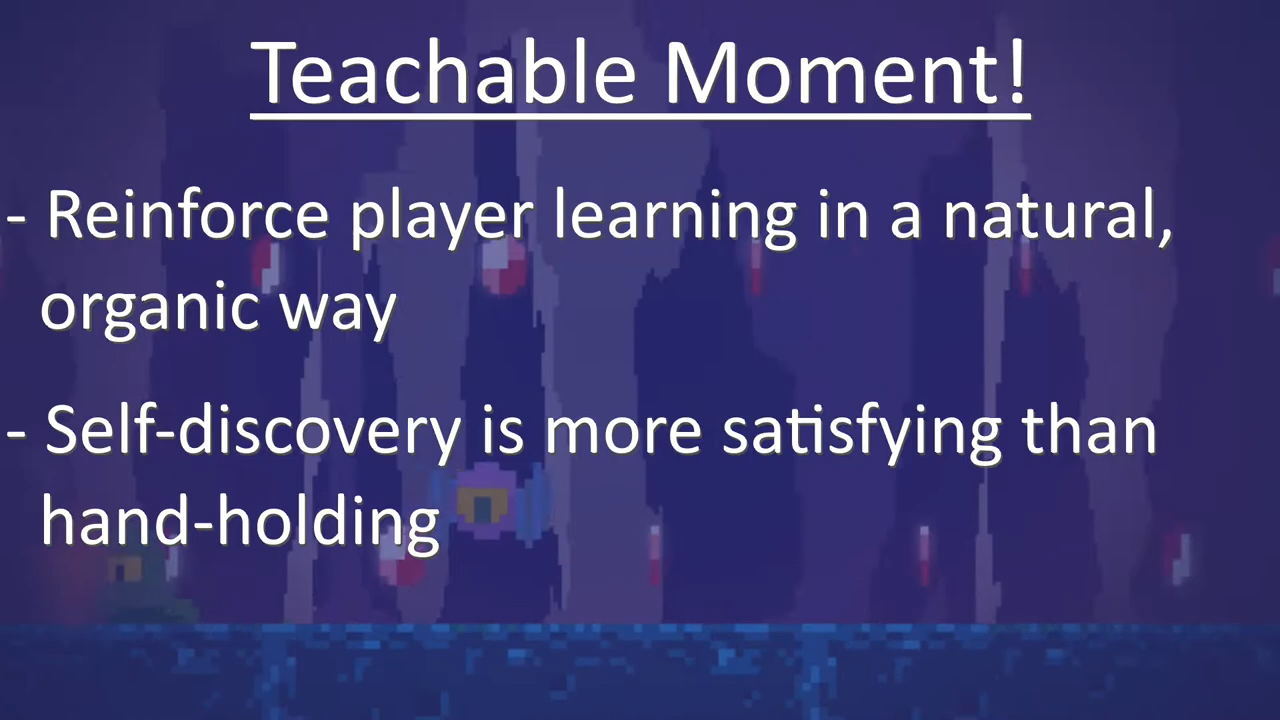 Teachable Moment!
- Reinforce player learning in a natural,
organic way
- Self-discovery is more satisfying than
hand-holding